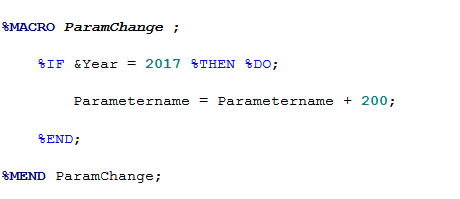 %MACRO ParamChange ;
%IF &Year = 2017 %THEN %DO;
Parametername = Parametername + 200;
%END;
%MEND ParamChange;